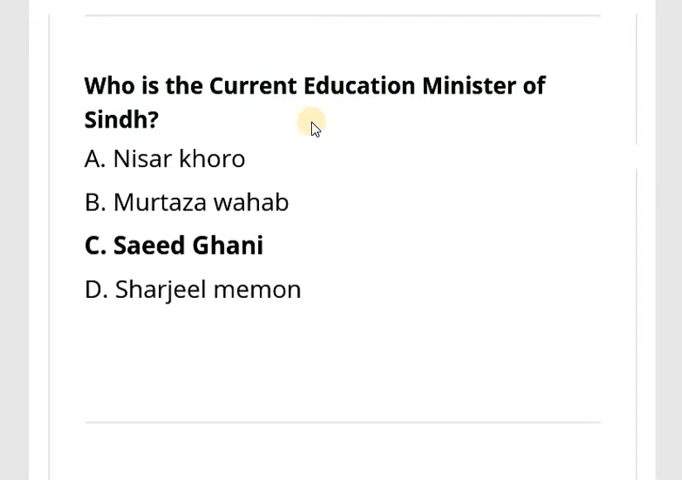 Who is the Current Education Minister of
Sindh?
A. Nisar khoro
B. Murtaza wahab
C. Saeed Ghani
D. Sharjeel memon